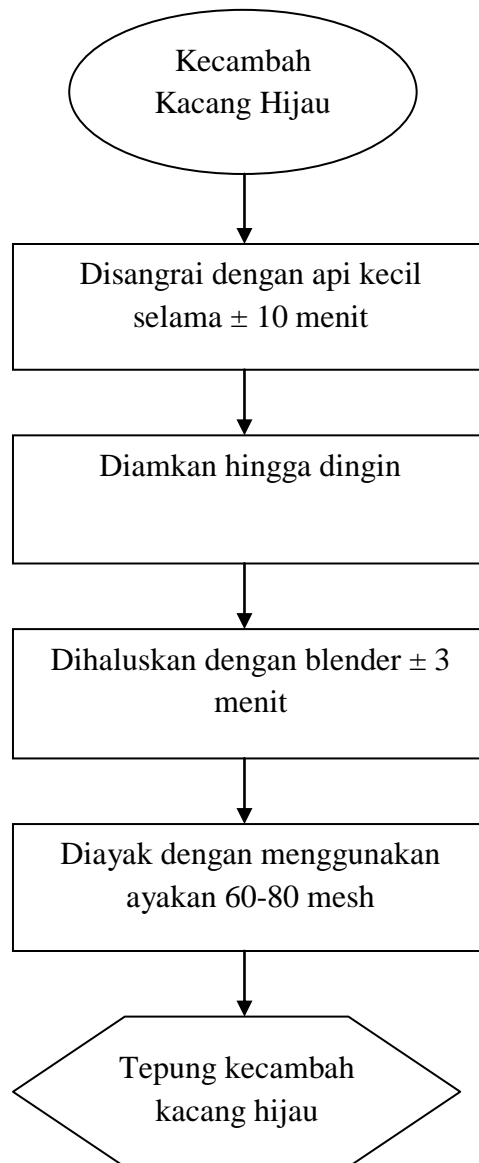 Kecambah
Kacang Hijau
Disangrai dengan api kecil
selama ± 10 menit
Diamkan hingga dingin
Dihaluskan dengan blender ± 3
menit
Diayak dengan menggunakan
ayakan 60-80 mesh
Tepung kecambah
kacang hijau